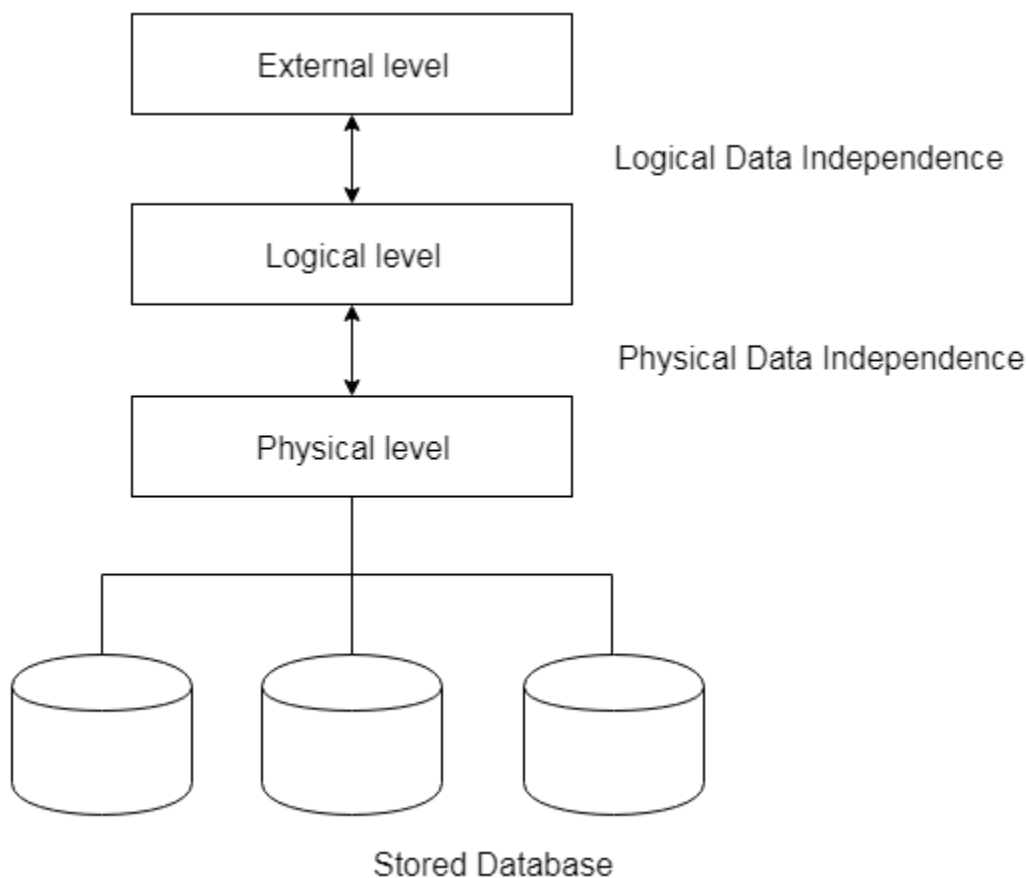 External level
Logical Data Independence
Logical level
Physical Data Independence
Physical level
Stored Database